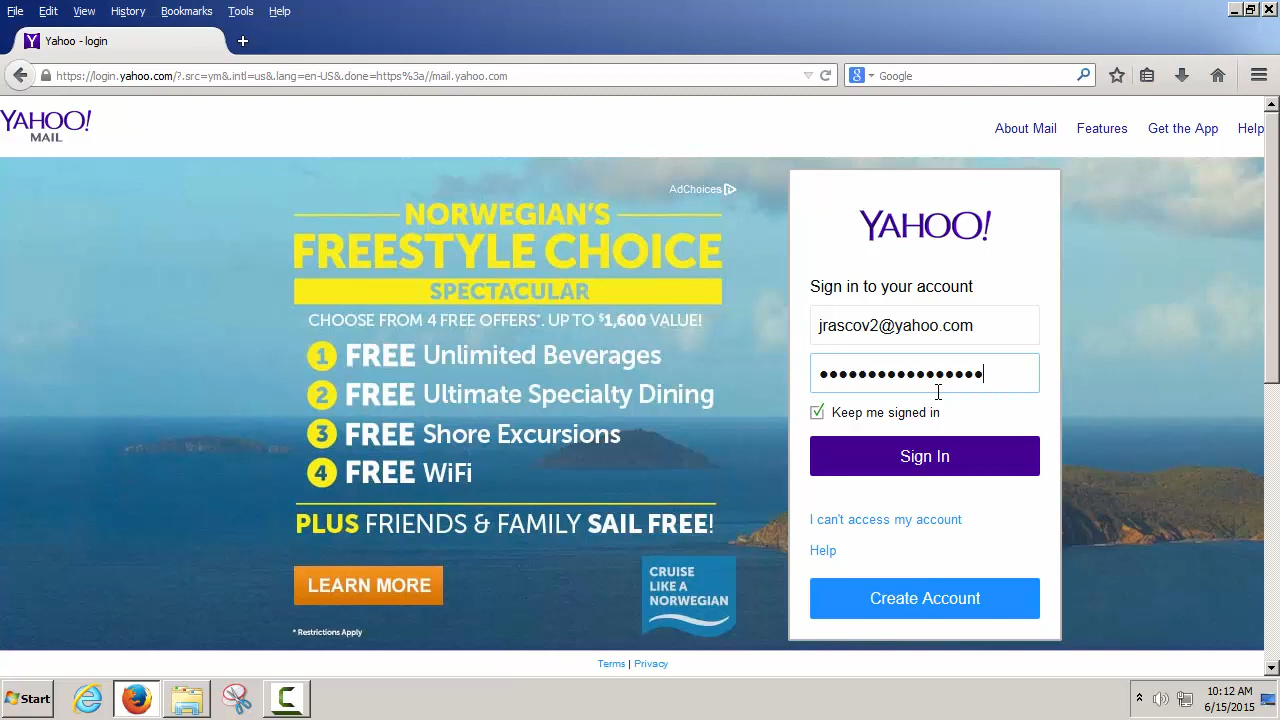 File Edit View History Bookmarks Tools Help
Yahoo - login
https://login.yahoo.com/?.src=ym&.intl=us&.lang=en-US&.done=https%3a//mail.yahoo.com
Google
YAHOO!
MAIL
About Mail Features Get the App Help
AdChoices
NORWEGIAN'S
FREESTYLE CHOICE
SPECTACULAR
CHOOSE FROM 4 FREE OFFERS*. UP TO $1,600 VALUE!
1 FREE Unlimited Beverages
2 FREE Ultimate Specialty Dining
3 FREE Shore Excursions
4 FREE WiFi
PLUS FRIENDS & FAMILY SAIL FREE!
LEARN MORE
CRUISE
LIKE A
NORWEGIAN
* Restrictions Apply
YAHOO!
Sign in to your account
jrascov2@yahoo.com
•••••••••••••••••
Keep me signed in
Sign In
I can't access my account
Help
Create Account
Terms | Privacy
Start
10:12 AM
6/15/2015